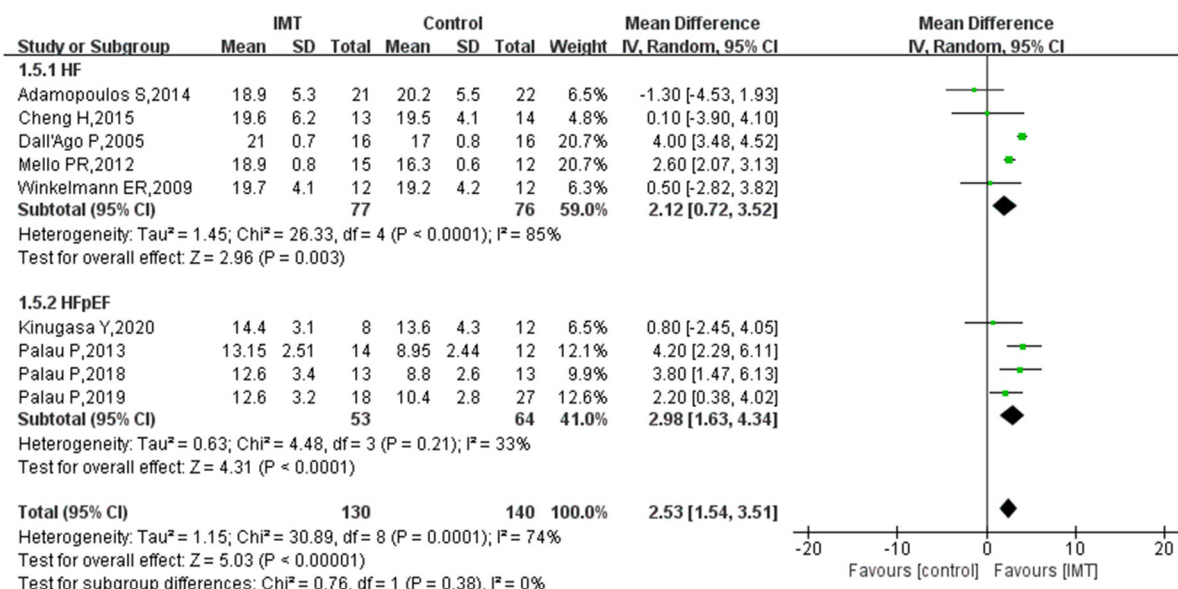 IMT Control Mean Difference Mean Difference
Study or Subgroup Mean SD Total Mean SD Total Weight IV, Random, 95% CI IV, Random, 95% CI
1.5.1 HF
Adamopoulos S,2014 18.9 5.3 21 20.2 5.5 22 6.5% -1.30 [-4.53, 1.93]
Cheng H,2015 19.6 6.2 13 19.5 4.1 14 4.8% 0.10 [-3.90, 4.10]
Dall'Ago P,2005 21 0.7 16 17 0.8 16 20.7% 4.00 [3.48, 4.52]
Mello PR,2012 18.9 0.8 15 16.3 0.6 12 20.7% 2.60 [2.07, 3.13]
Winkelmann ER,2009 19.7 4.1 12 19.2 4.2 12 6.3% 0.50 [-2.82, 3.82]
Subtotal (95% CI) 77 76 59.0% 2.12 [0.72, 3.52]
Heterogeneity: Tau² = 1.45; Chi² = 26.33, df = 4 (P < 0.0001); I² = 85%
Test for overall effect: Z = 2.96 (P = 0.003)
1.5.2 HFpEF
Kinugasa Y,2020 14.4 3.1 8 13.6 4.3 12 6.5% 0.80 [-2.45, 4.05]
Palau P,2013 13.15 2.51 14 8.95 2.44 12 12.1% 4.20 [2.29, 6.11]
Palau P,2018 12.6 3.4 13 8.8 2.6 13 9.9% 3.80 [1.47, 6.13]
Palau P,2019 12.6 3.2 18 10.4 2.8 27 12.6% 2.20 [0.38, 4.02]
Subtotal (95% CI) 53 64 41.0% 2.98 [1.63, 4.34]
Heterogeneity: Tau² = 0.63; Chi² = 4.48, df = 3 (P = 0.21); I² = 33%
Test for overall effect: Z = 4.31 (P < 0.0001)
Total (95% CI) 130 140 100.0% 2.53 [1.54, 3.51]
Heterogeneity: Tau² = 1.15; Chi² = 30.89, df = 8 (P = 0.0001); I² = 74%
Test for overall effect: Z = 5.03 (P < 0.00001)
Test for subgroup differences: Chi² = 0.76, df = 1 (P = 0.38), I² = 0%
-20 -10 0 10 20
Favours [control] Favours [IMT]